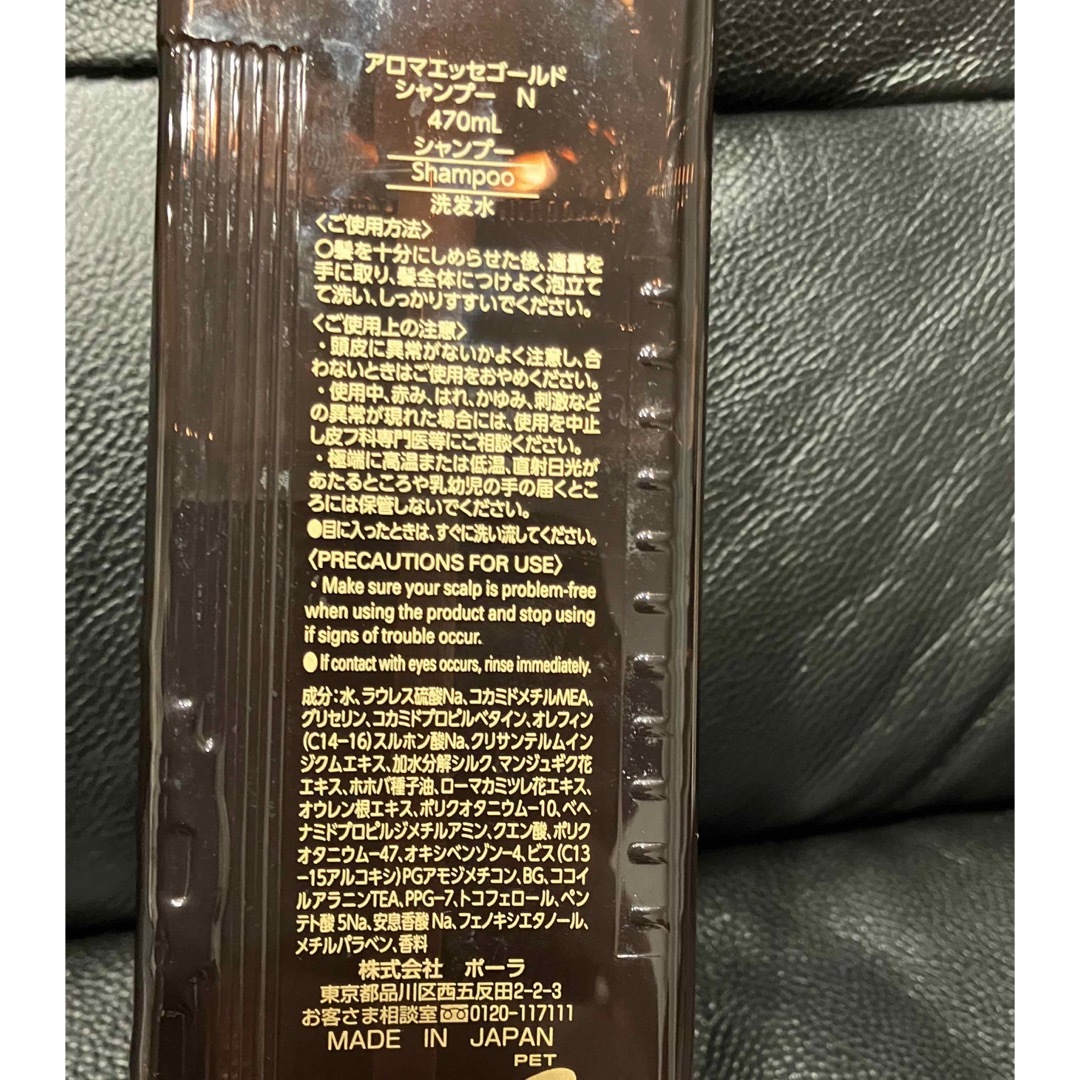 アロマエッセゴールド
シャンプー N
470mL
シャンプー
Shampoo
洗发水
〈ご使用方法〉
○髪を十分にしめらせた後、適量を
手に取り、髪全体につけよく泡立て
て洗い、しっかりすすいでください。
〈ご使用上の注意〉
・頭皮に異常がないかよく注意し、合
わないときはご使用をおやめください。
・使用中、赤み、はれ、かゆみ、刺激など
の異常が現れた場合には、使用を中止
し皮フ科専門医等にご相談ください。
・極端に高温または低温、直射日光が
あたるところや乳幼児の手の届くとこ
ろには保管しないでください。
●目に入ったときは、すぐに洗い流してください。
〈PRECAUTIONS FOR USE〉
・Make sure your scalp is problem-free
when using the product and stop using
if signs of trouble occur.
●If contact with eyes occurs, rinse immediately.
成分：水、ラウレス硫酸Na、コカミドメチルMEA、
グリセリン、コカミドプロピルベタイン、オレフィン
(C14-16)スルホン酸Na、クリサンテルムイン
ジクムエキス、加水分解シルク、マンジュギク花
エキス、ホホバ種子油、ローマカミツレ花エキス、
オウレン根エキス、ポリクオタニウム-10、ベヘ
ナミドプロピルジメチルアミン、クエン酸、ポリク
オタニウム-47、オキシベンゾン-4、ビス(C13
-15アルコキシ)PGアモジメチコン、BG、ココイ
ルアラニンTEA、PPG-7、トコフェロール、ペン
テト酸5Na、安息香酸Na、フェノキシエタノール、
メチルパラベン、香料
株式会社 ポーラ
東京都品川区西五反田2-2-3
お客さま相談室 0120-117111
MADE IN JAPAN
PET